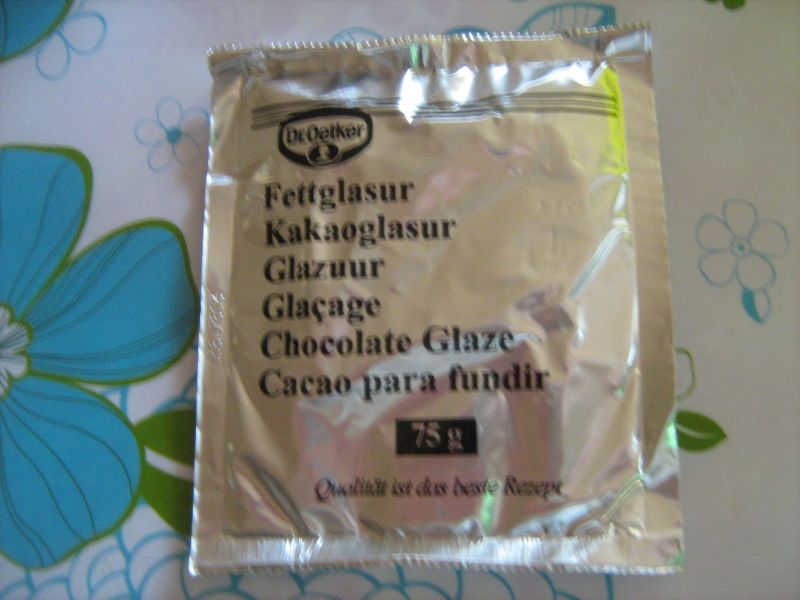 Dr. Oetker
Fettglasur
Kakaoglasur
Glazuur
Glaçage
Chocolate Glaze
Cacao para fundir
75 g
Qualität ist das beste Rezept